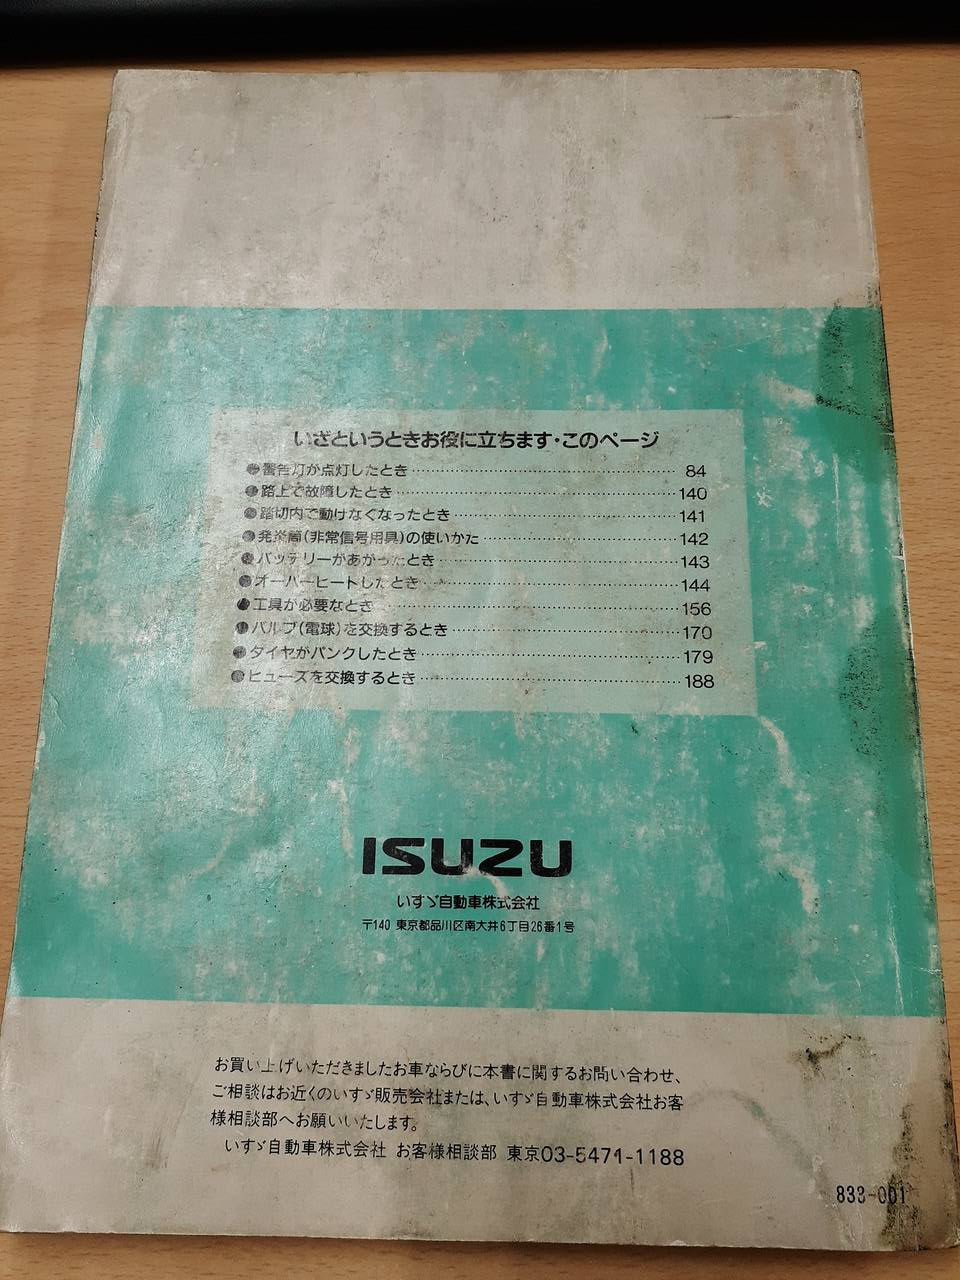 いざというときお役に立ちます・このページ
●警告灯が点灯したとき…………84
●路上で故障したとき…………140
●踏切内で動けなくなったとき…………141
●発炎筒(非常信号用具)の使いかた…………142
●バッテリーがあがったとき…………143
●オーバーヒートしたとき…………144
●工具が必要なとき…………156
●バルブ(電球)を交換するとき…………170
●タイヤがパンクしたとき…………179
●ヒューズを交換するとき…………188
ISUZU
いすゞ自動車株式会社
〒140 東京都品川区南大井6丁目26番1号
お買い上げいただきましたお車ならびに本書に関するお問い合わせ、
ご相談はお近くのいすゞ販売会社または、いすゞ自動車株式会社お客
様相談部へお願いいたします。
いすゞ自動車株式会社 お客様相談部 東京03-5471-1188
833-001